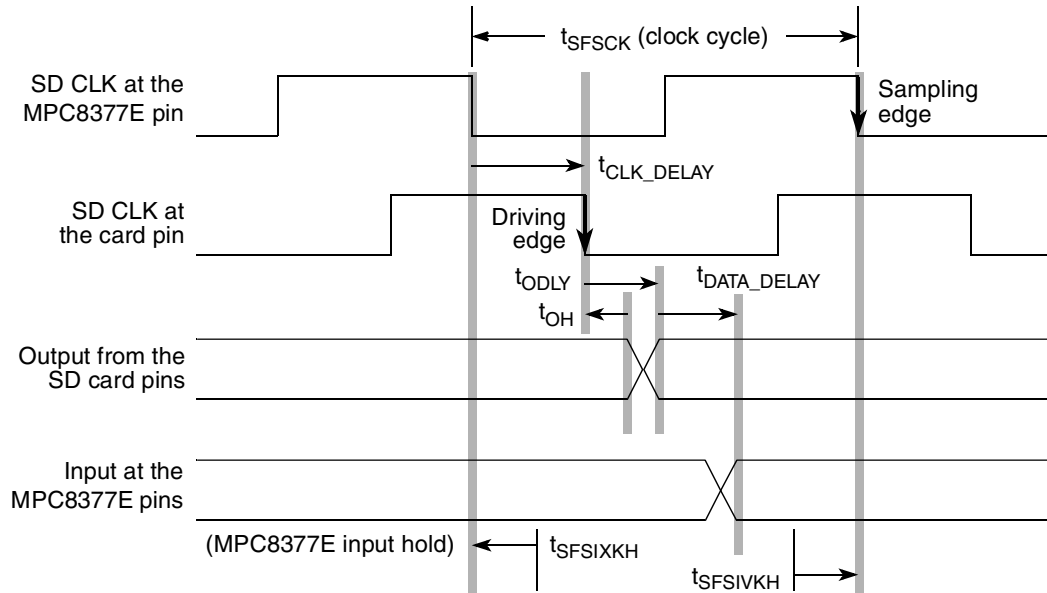 tSFSCK (clock cycle)
SD CLK at the
MPC8377E pin
Sampling
edge
tCLK_DELAY
SD CLK at
the card pin
Driving
edge
tODLY
tDATA_DELAY
tOH
Output from the
SD card pins
Input at the
MPC8377E pins
(MPC8377E input hold)
tSFSIXKH
tSFSIVKH